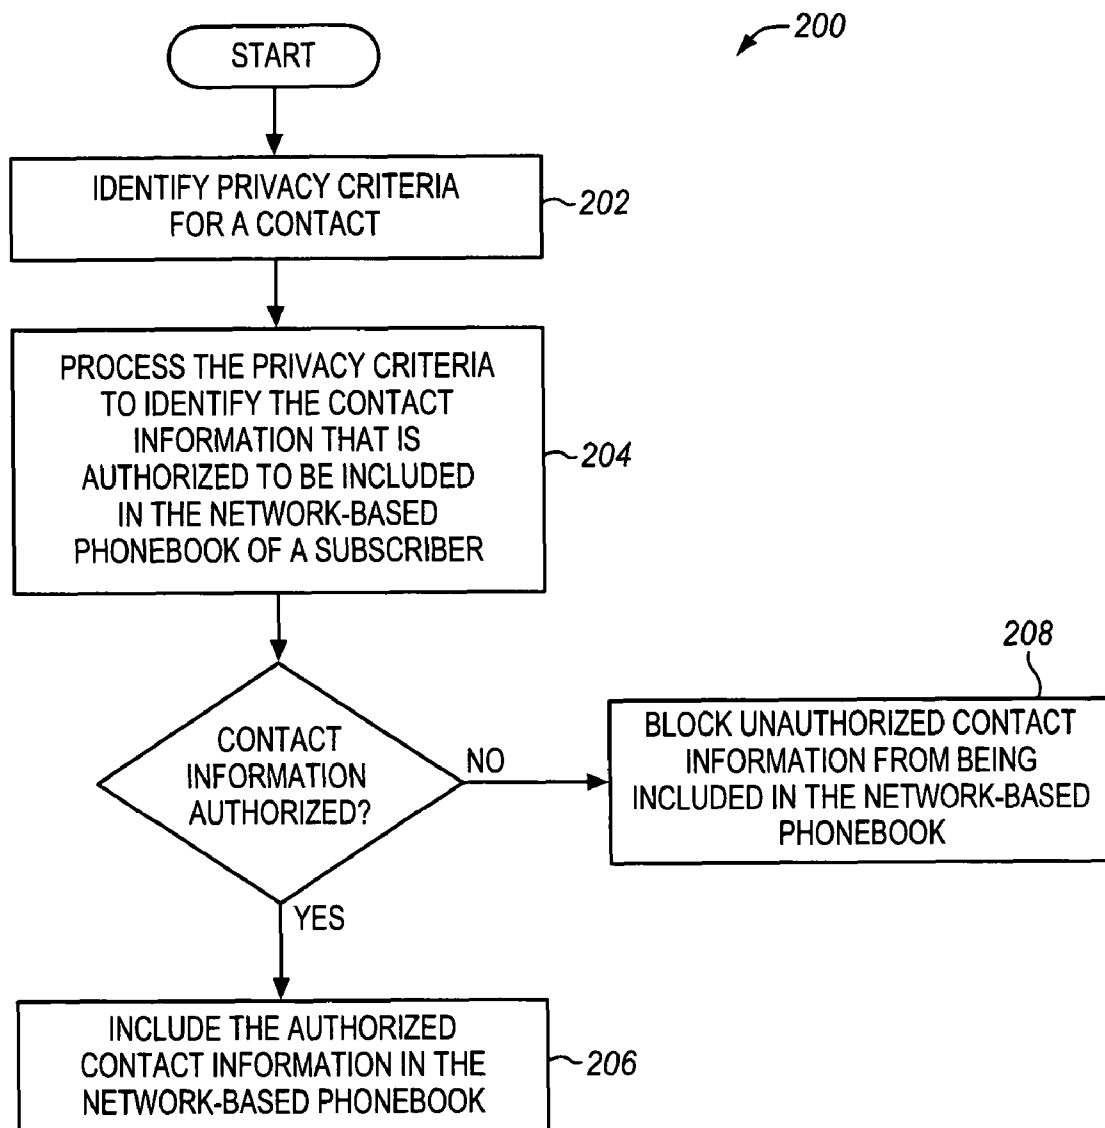 200
START
IDENTIFY PRIVACY CRITERIA
FOR A CONTACT
202
PROCESS THE PRIVACY CRITERIA
TO IDENTIFY THE CONTACT
INFORMATION THAT IS
AUTHORIZED TO BE INCLUDED
IN THE NETWORK-BASED
PHONEBOOK OF A SUBSCRIBER
204
CONTACT
INFORMATION
AUTHORIZED?
NO
208
BLOCK UNAUTHORIZED CONTACT
INFORMATION FROM BEING
INCLUDED IN THE NETWORK-BASED
PHONEBOOK
YES
INCLUDE THE AUTHORIZED
CONTACT INFORMATION IN THE
NETWORK-BASED PHONEBOOK
206